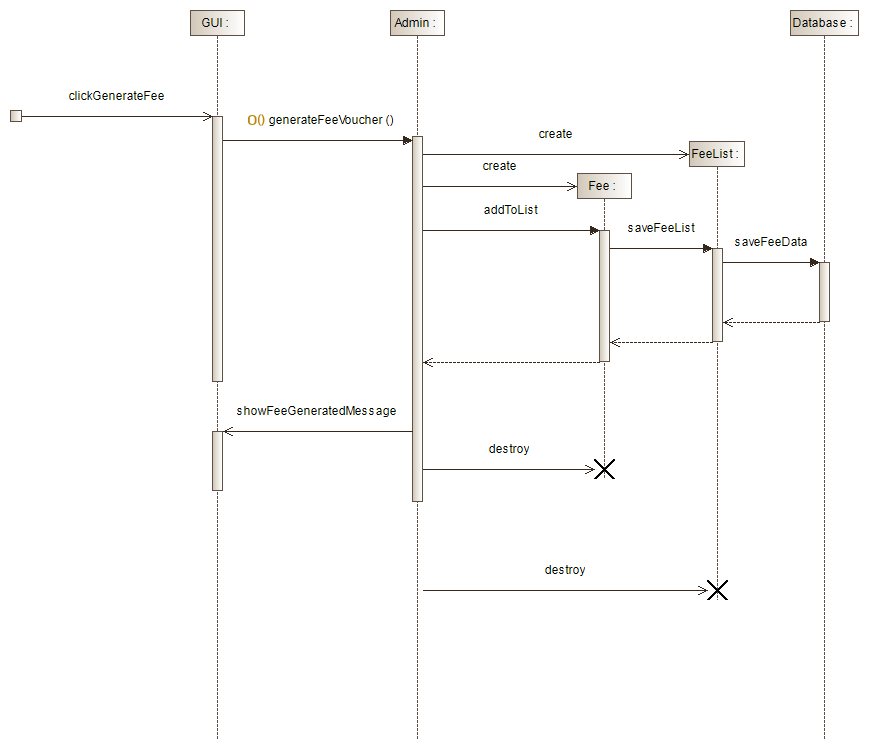 GUI :
Admin :
Database :
clickGenerateFee
O() generateFeeVoucher ()
create
FeeList :
create
Fee :
addToList
saveFeeList
saveFeeData
showFeeGeneratedMessage
destroy
destroy